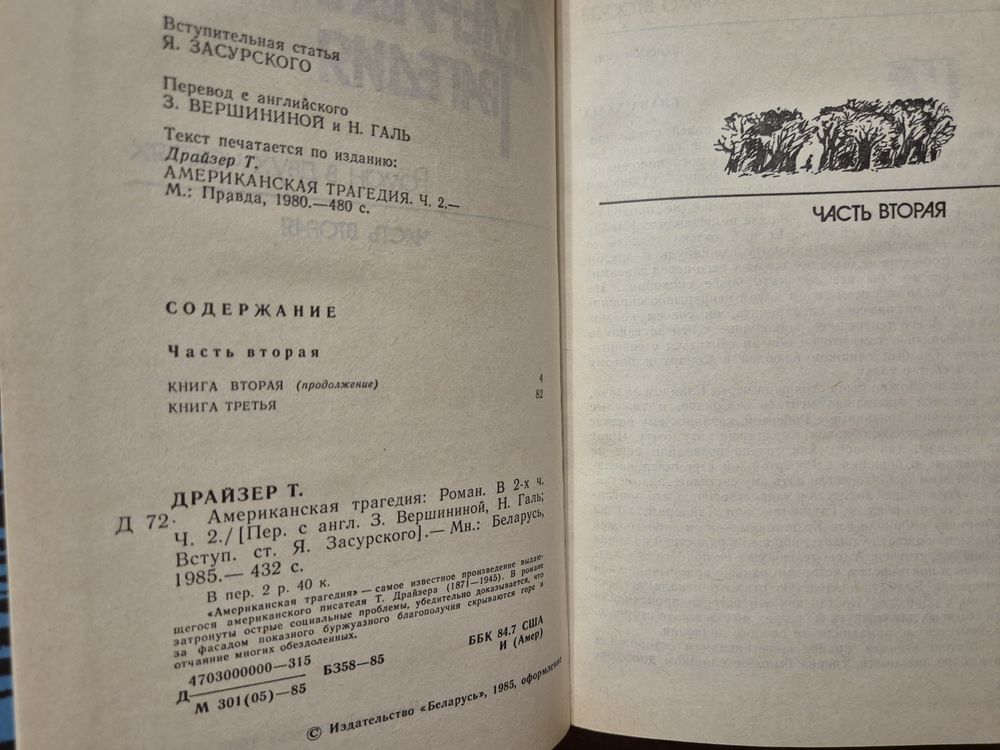 Вступительная статья
Я. ЗАСУРСКОГО
Перевод с английского
З. ВЕРШИНИНОЙ и Н. ГАЛЬ
Текст печатается по изданию:
Драйзер Т.
АМЕРИКАНСКАЯ ТРАГЕДИЯ. Ч. 2.—
М.: Правда, 1980.—480 с.
СОДЕРЖАНИЕ
Часть вторая
КНИГА ВТОРАЯ (продолжение) 4
КНИГА ТРЕТЬЯ 82
ДРАЙЗЕР Т.
Д 72. Американская трагедия: Роман. В 2-х ч.
Ч. 2./[Пер. с англ. З. Вершининой, Н. Галь;
Вступ. ст. Я. Засурского].— Мн.: Беларусь,
1985.— 432 с.
В пер. 2 р. 40 к.
«Американская трагедия»— самое известное произведение выдаю-
щегося американского писателя Т. Драйзера (1871—1945). В романе
затронуты острые социальные проблемы, убедительно доказывается, что
за фасадом показного буржуазного благополучия скрываются горе и
отчаяние многих обездоленных.
Д 4703000000—315 Б358—85 ББК 84.7 США
М 301(05)—85 И (Амер)
© Издательство «Беларусь», 1985, оформление
ЧАСТЬ ВТОРАЯ